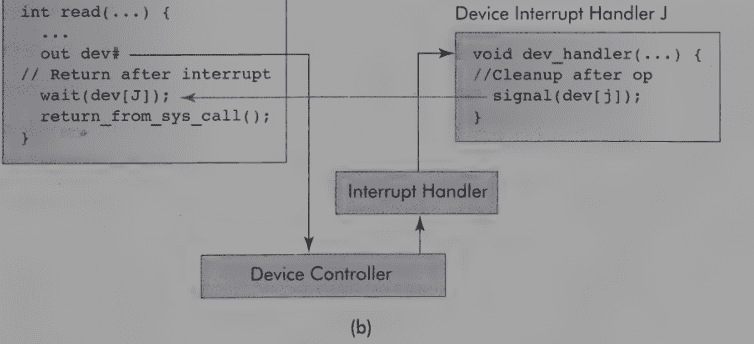 int read(...) {
...
out dev#
// Return after interrupt
wait(dev[J]);
return_from_sys_call();
}
Device Interrupt Handler J
void dev_handler(...) {
//Cleanup after op
signal(dev[j]);
}
Interrupt Handler
Device Controller
(b)